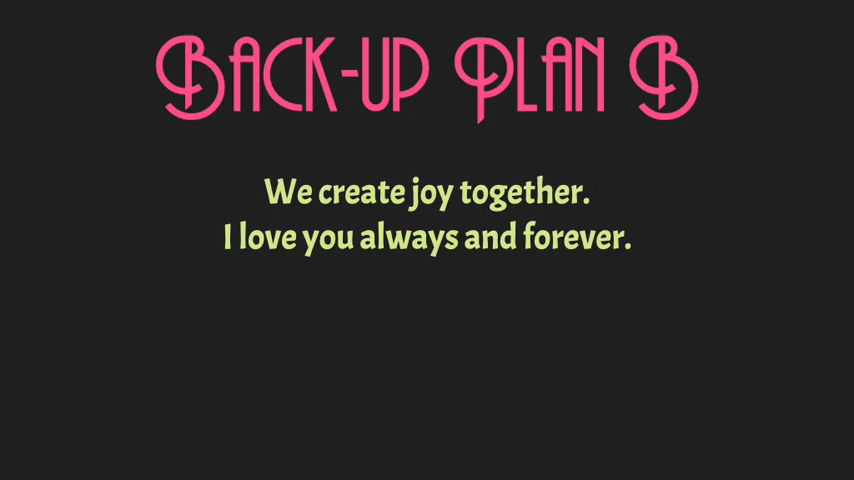 Back-up Plan B
We create joy together.
I love you always and forever.